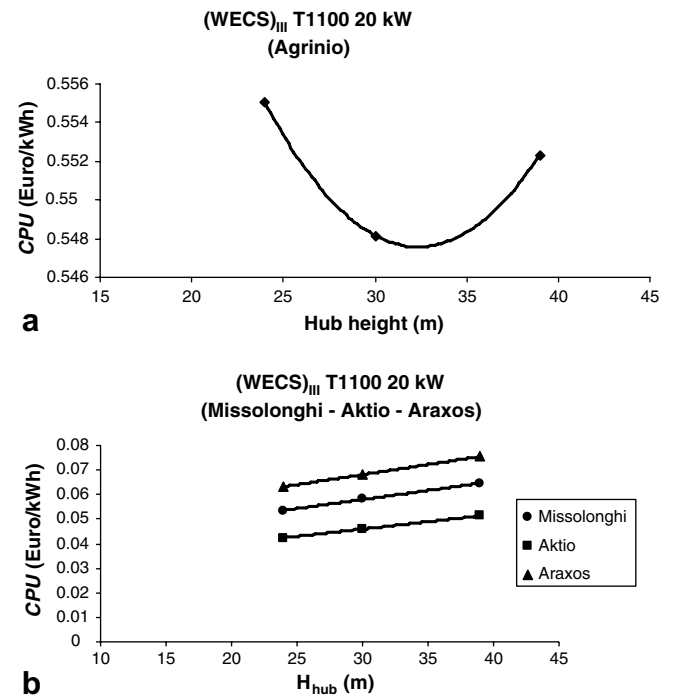 (WECS)III T1100 20 kW
(Agrinio)
CPU (Euro/kWh)
0.556
0.554
0.552
0.55
0.548
0.546
15 20 25 30 35 40 45
Hub height (m)
a
(WECS)III T1100 20 kW
(Missolonghi - Aktio - Araxos)
CPU (Euro/kWh)
0.08
0.07
0.06
0.05
0.04
0.03
0.02
0.01
0
10 15 20 25 30 35 40 45
Hhub (m)
Missolonghi
Aktio
Araxos
b